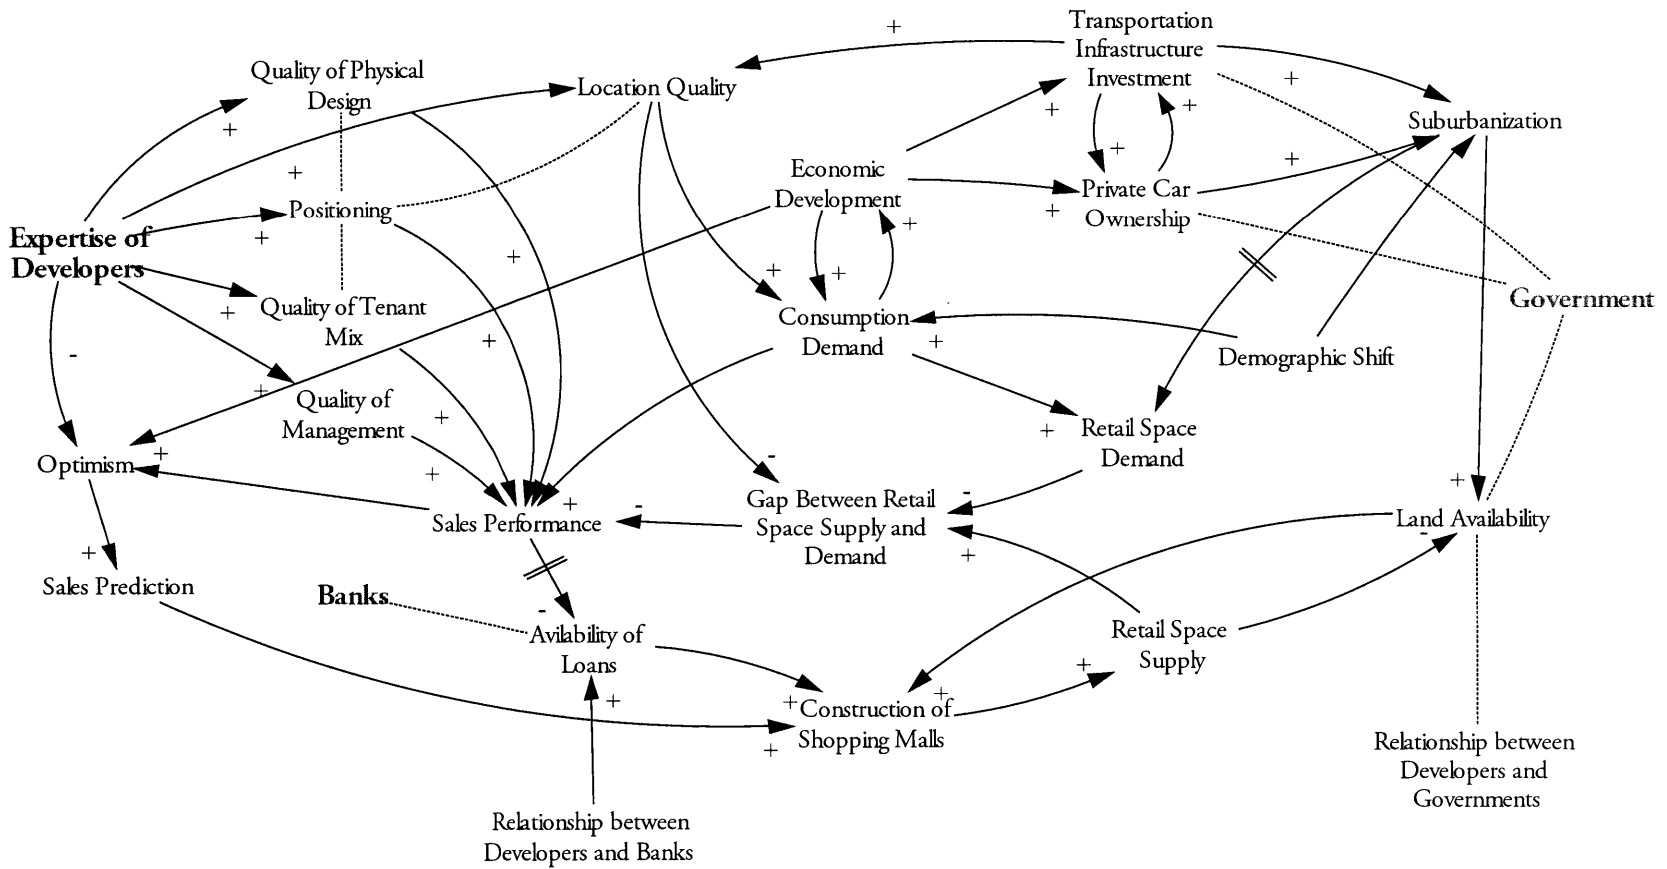 Transportation
Infrastructure
Investment
Quality of Physical
Design
Location Quality
Suburbanization
Economic
Development
Private Car
Ownership
Positioning
Expertise of
Developers
Quality of Tenant
Mix
Consumption
Demand
Government
Demographic Shift
Quality of
Management
Retail Space
Demand
Optimism
Sales Performance
Gap Between Retail
Space Supply and
Demand
Land Availability
Sales Prediction
Banks
Avilability of
Loans
Retail Space
Supply
Construction of
Shopping Malls
Relationship between
Developers and
Governments
Relationship between
Developers and Banks